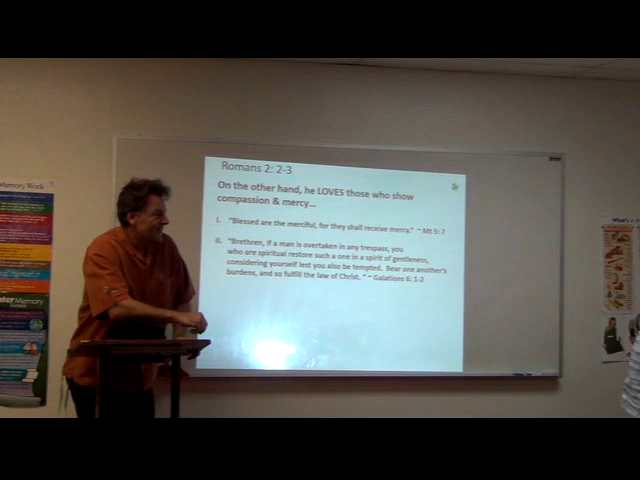 Romans 2: 2-3
On the other hand, he LOVES those who show
compassion & mercy...
I. "Blessed are the merciful, for they shall receive mercy." ~ Mt 5: 7
II. "Brethren, if a man is overtaken in any trespass, you
who are spiritual restore such a one in a spirit of gentleness,
considering yourself lest you also be tempted. Bear one another's
burdens, and so fulfill the law of Christ. " ~ Galations 6: 1-2
Memory Work
Memory
What's